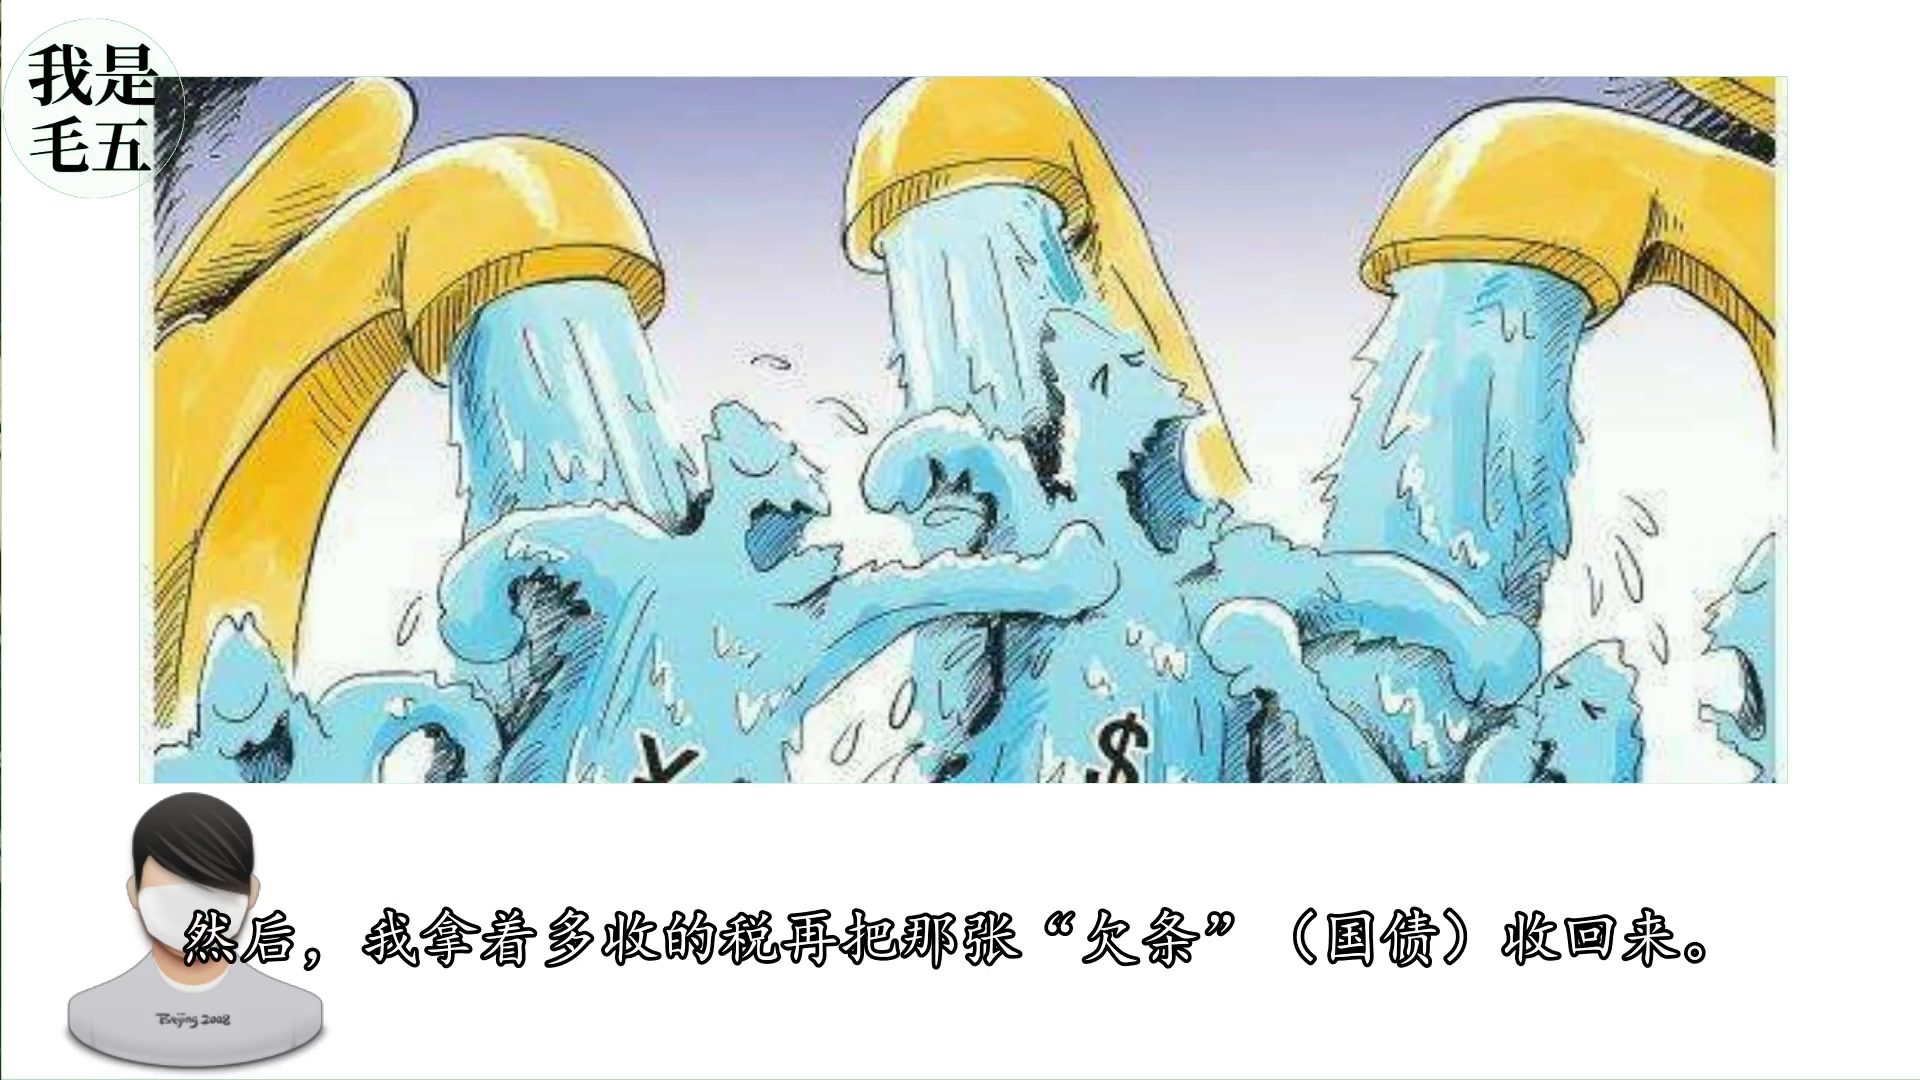 我是
毛五
¥
$
然后，我拿着多收的税再把那张“欠条”（国债）收回来。
Beijing 2008